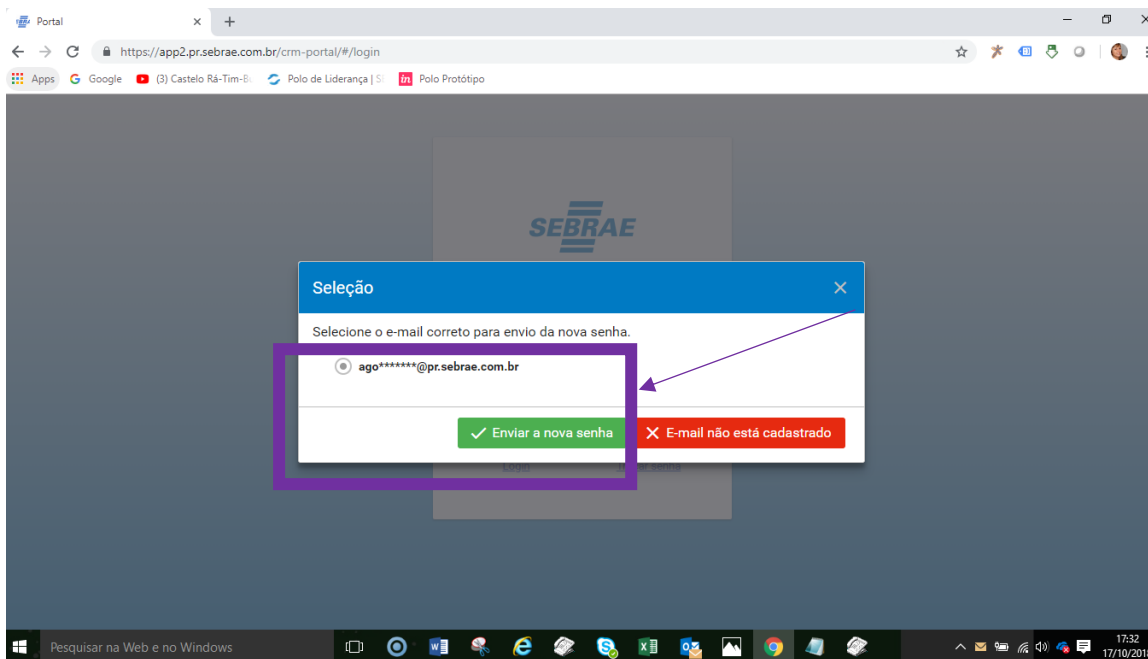 Portal
https://app2.pr.sebrae.com.br/crm-portal/#/login
Apps Google (3) Castelo Rá-Tim-B Polo de Liderança | S Polo Protótipo
SEBRAE
Seleção
Selecione o e-mail correto para envio da nova senha.
ago*******@pr.sebrae.com.br
Enviar a nova senha E-mail não está cadastrado
Login senha
Pesquisar na Web e no Windows
17:32
17/10/201